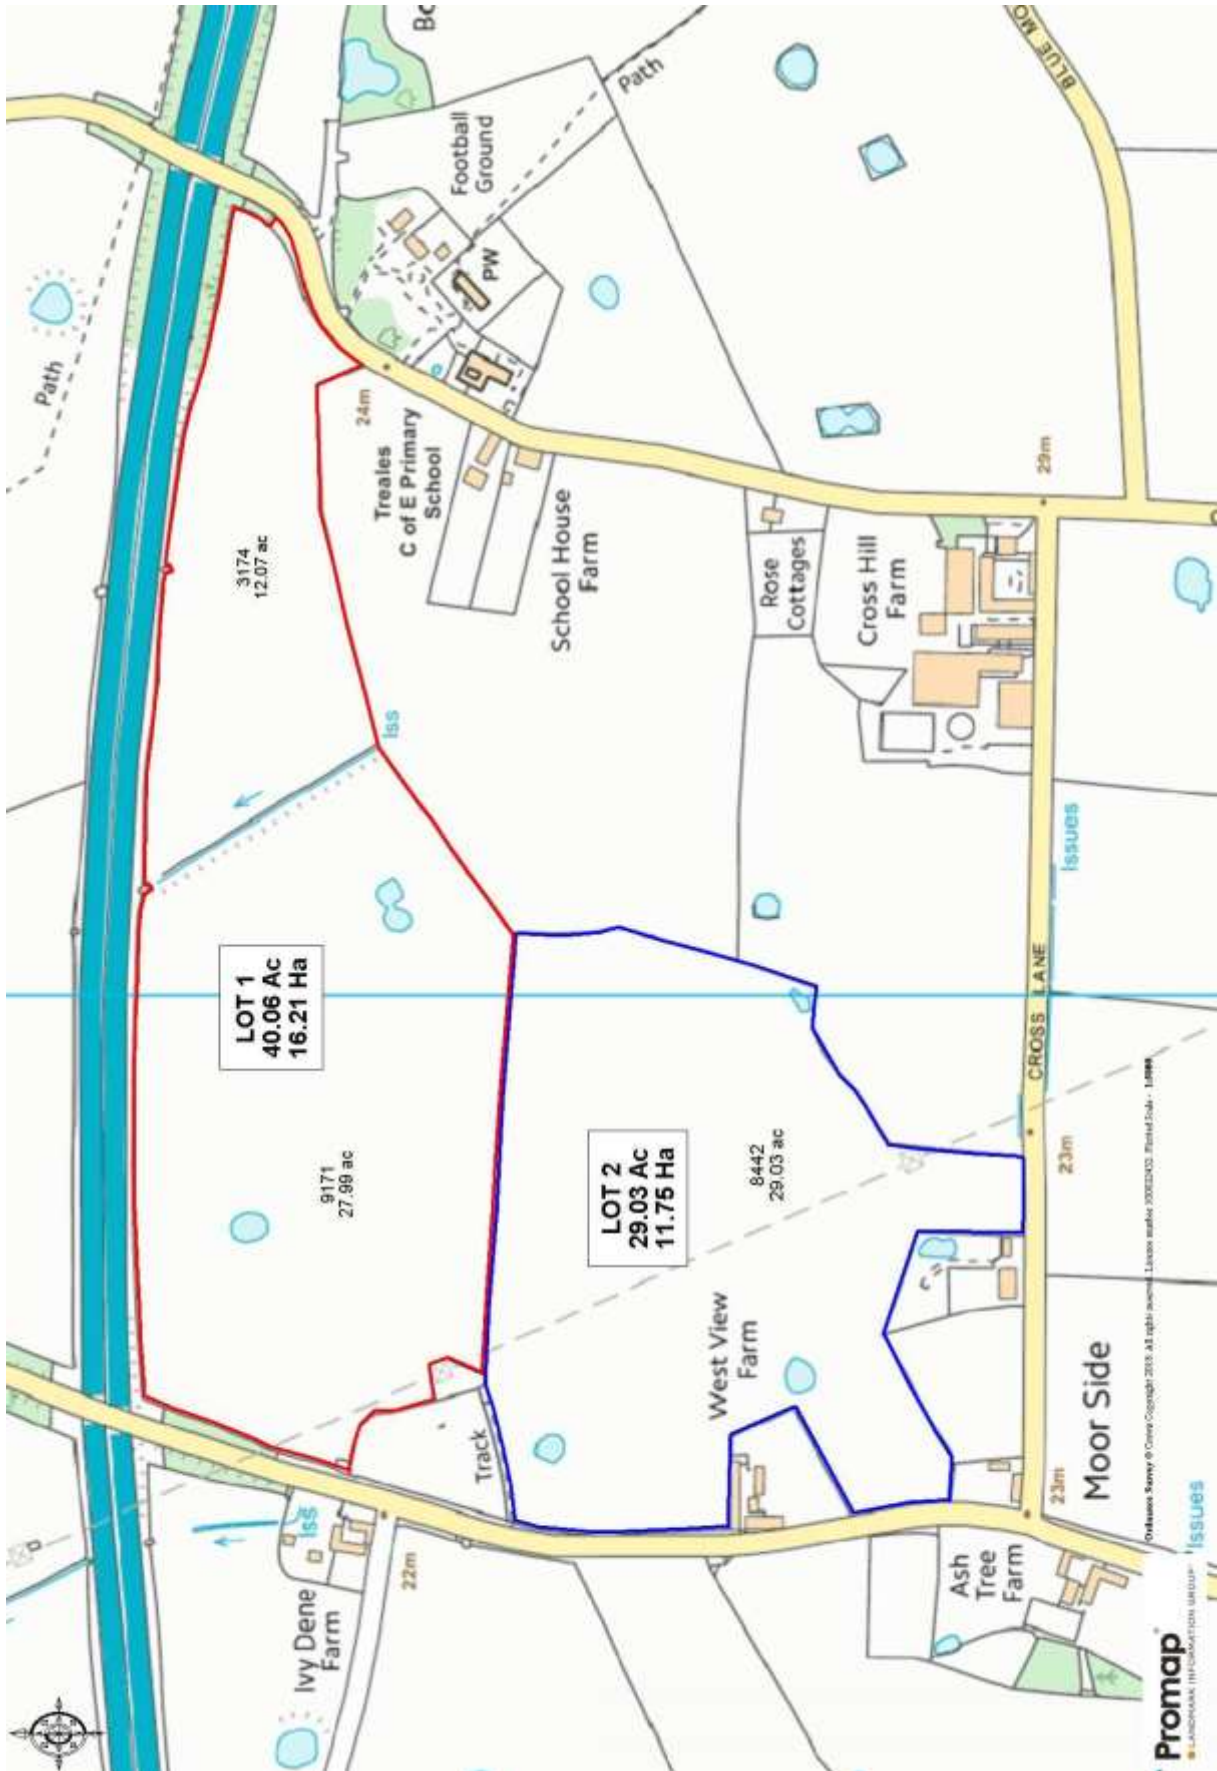 Path
BLUE MO
Path
Football
Ground
PW
24m
Treales
C of E Primary
School
School House
Farm
3174
12.07 ac
Iss
29m
Rose
Cottages
Cross Hill
Farm
Issues
LOT 1
40.06 Ac
16.21 Ha
CROSS LANE
9171
27.99 ac
LOT 2
29.03 Ac
11.75 Ha
8442
29.03 ac
23m
West View
Farm
Track
Moor Side
23m
Iss
22m
Ivy Dene
Farm
Ash
Tree
Farm
Issues
Promap
LANDMARK INFORMATION GROUP